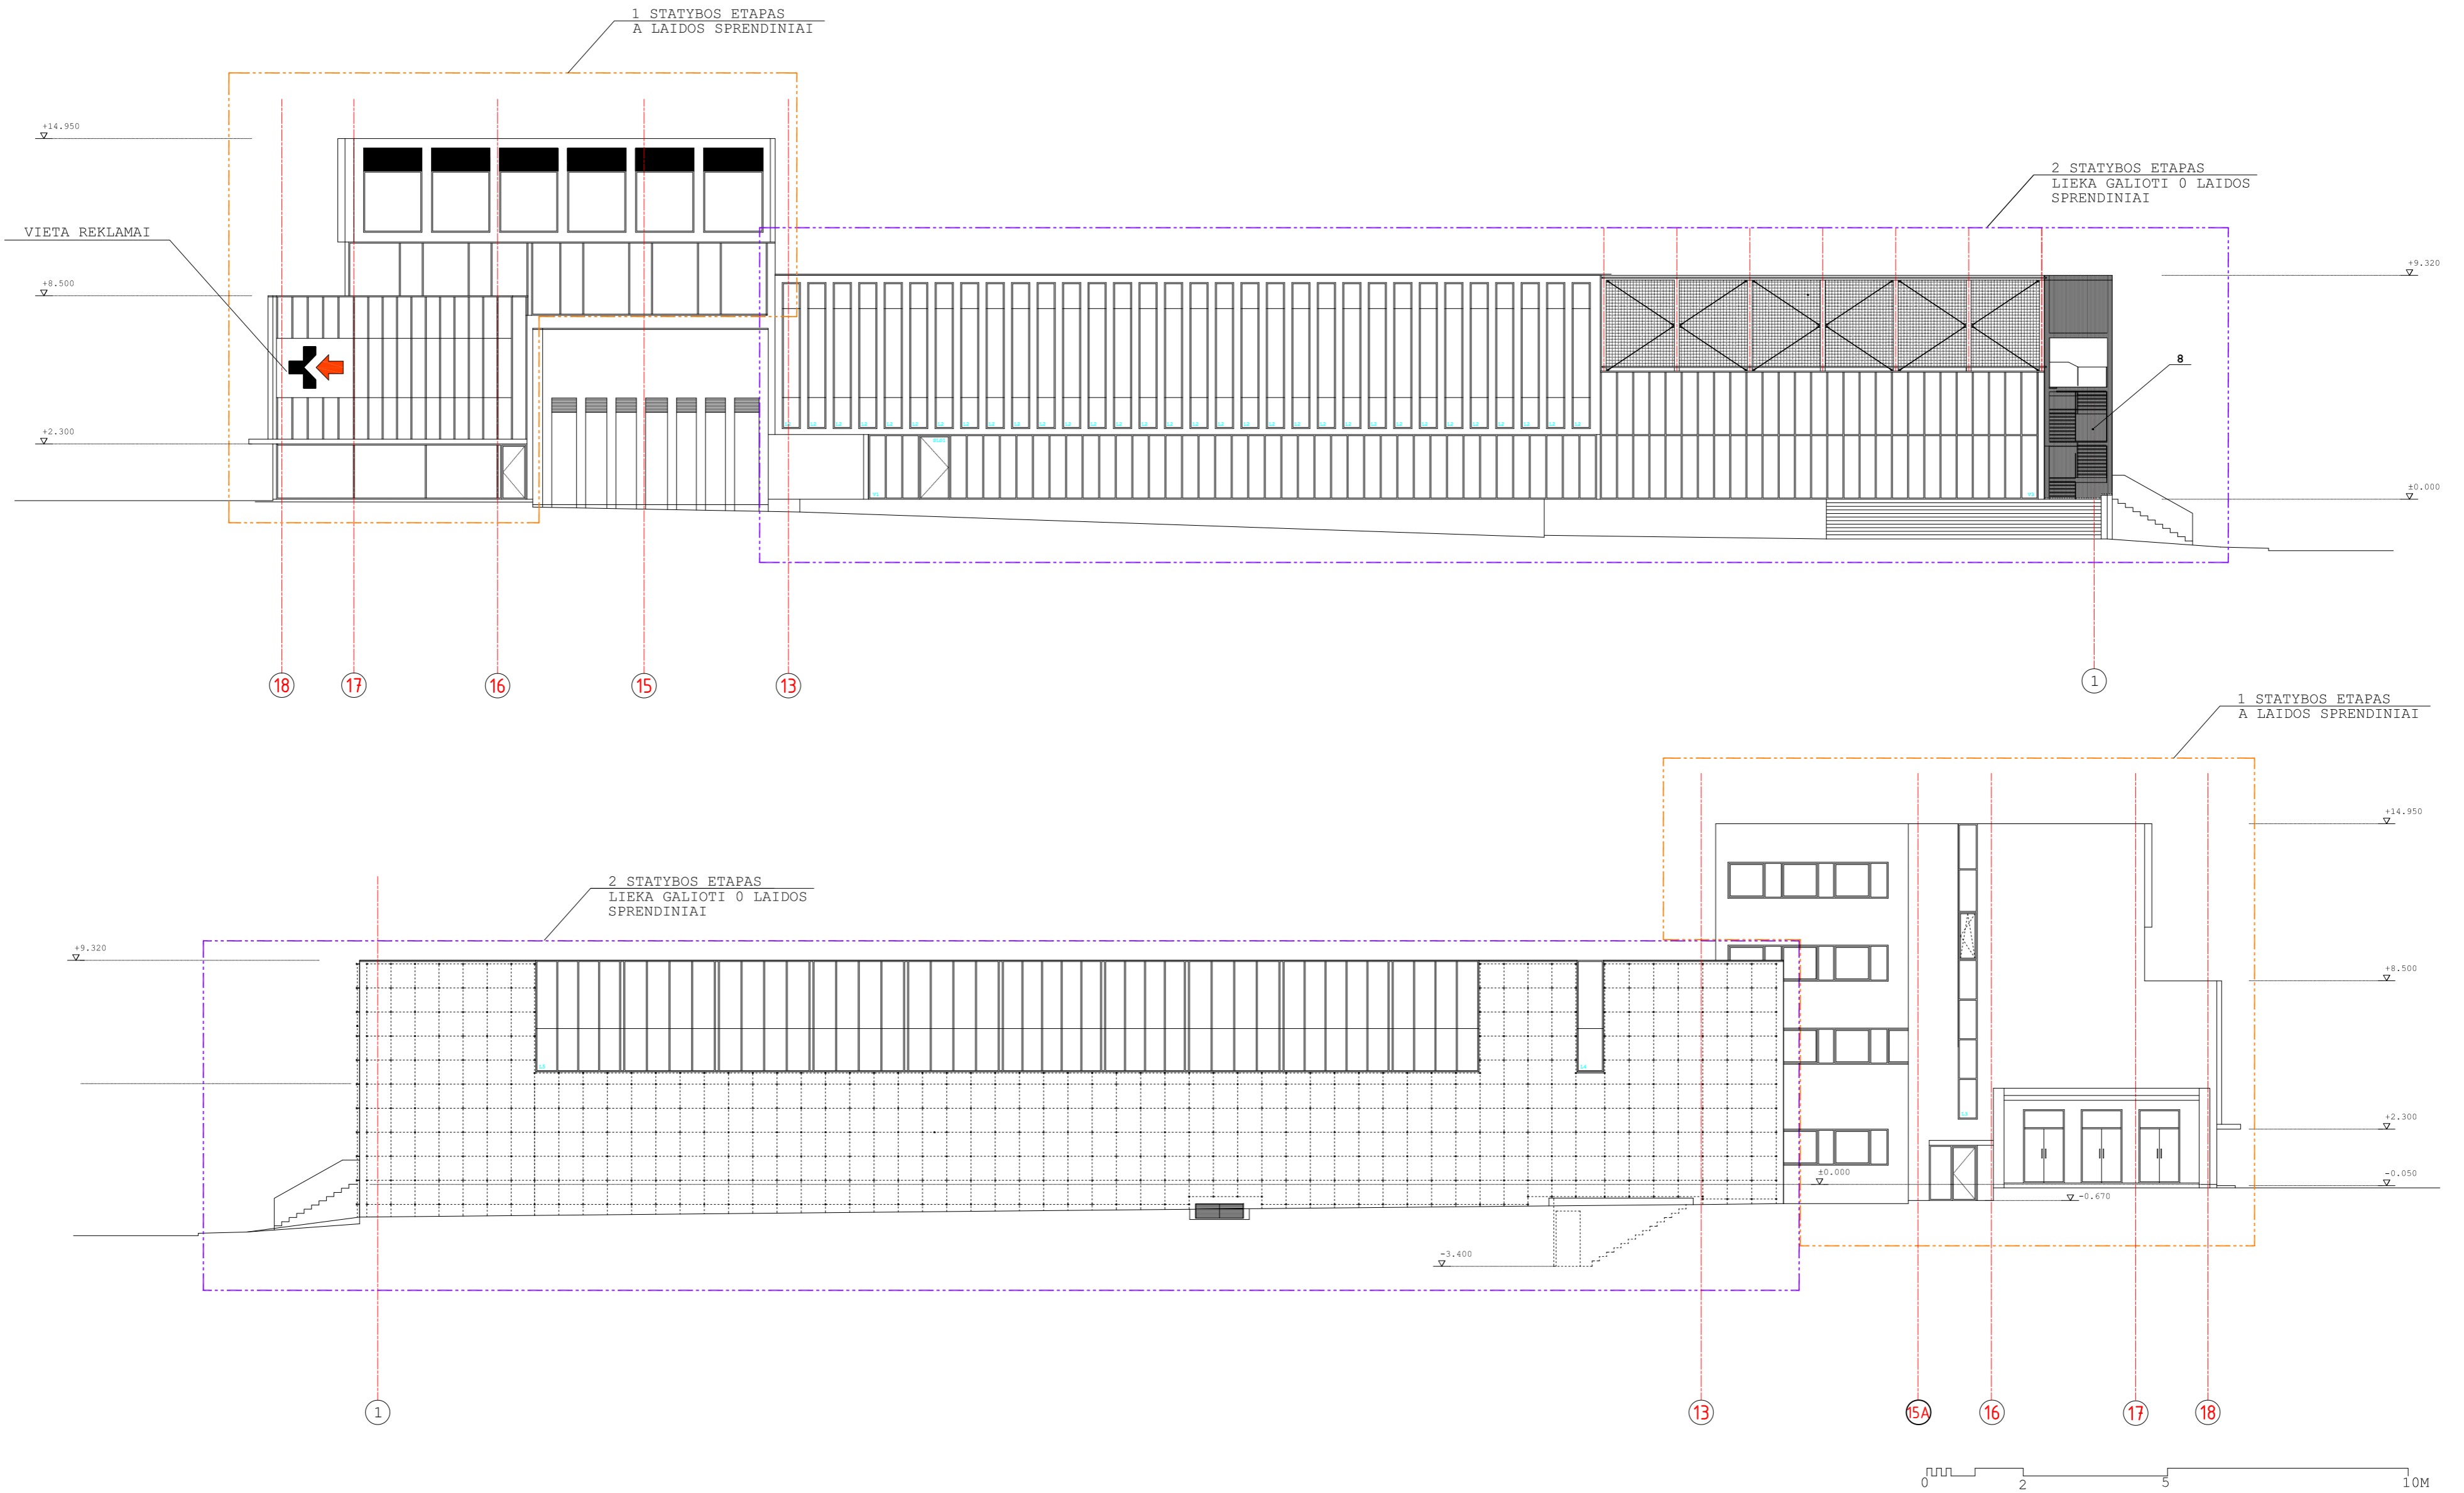 1 STATYBOS ETAPAS
A LAIDOS SPRENDINIAI
+14.950
2 STATYBOS ETAPAS
LIEKA GALIOTI 0 LAIDOS
SPRENDINIAI
VIETA REKLAMAI
+9.320
+8.500
8
+2.300
±0.000
18
17
16
15
13
1
1 STATYBOS ETAPAS
A LAIDOS SPRENDINIAI
+14.950
2 STATYBOS ETAPAS
LIEKA GALIOTI 0 LAIDOS
SPRENDINIAI
+9.320
+8.500
+2.300
±0.000
-0.050
-0.670
-3.400
1
13
15A
16
17
18
0
2
5
10M